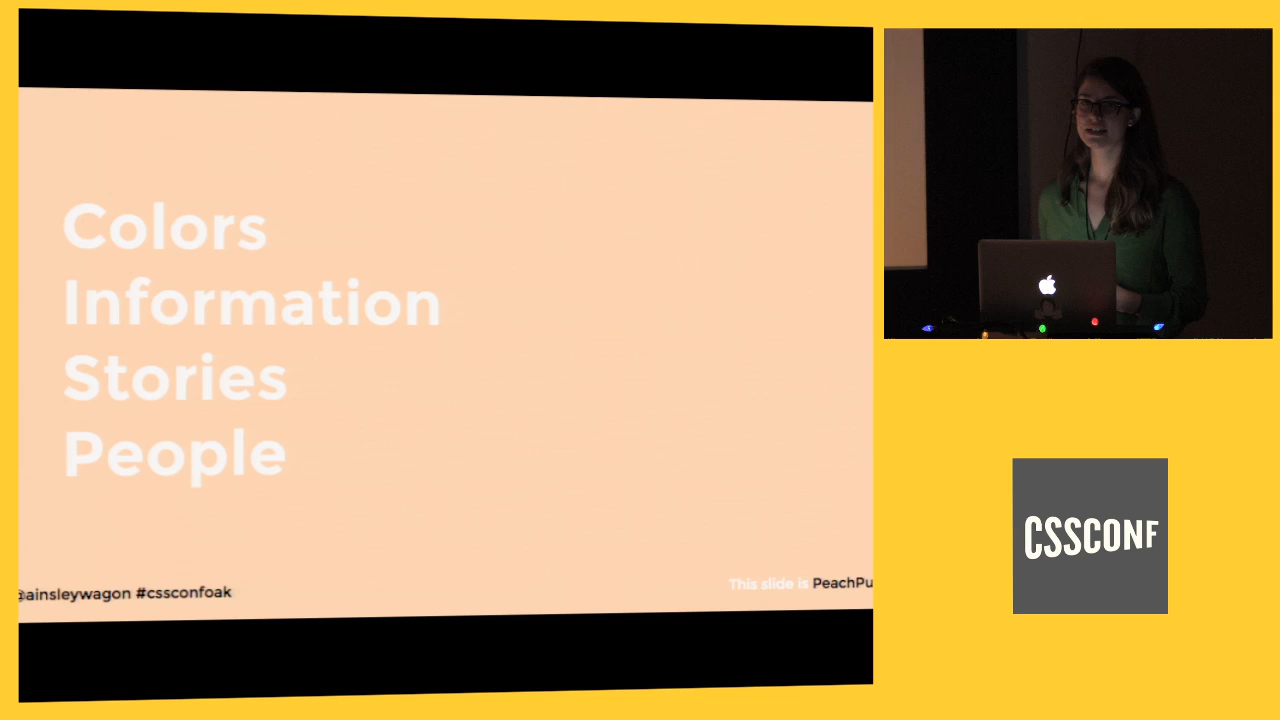 Colors
Information
Stories
People
@ainsleywagon #cssconfoak
This slide is PeachPu
CSSCONF